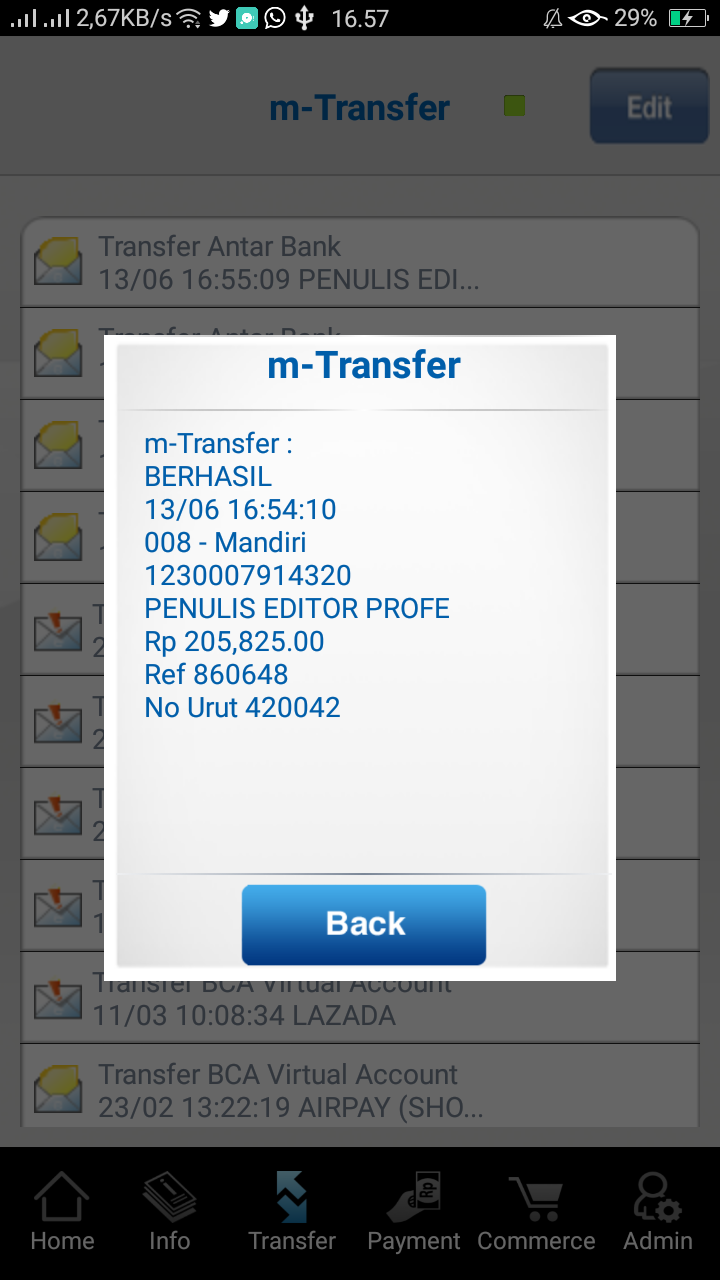 2,67KB/s 16.57 29%
m-Transfer
Edit
Transfer Antar Bank
13/06 16:55:09 PENULIS EDI...
m-Transfer
m-Transfer :
BERHASIL
13/06 16:54:10
008 - Mandiri
1230007914320
PENULIS EDITOR PROFE
Rp 205,825.00
Ref 860648
No Urut 420042
Back
Transfer BCA Virtual Account
11/03 10:08:34 LAZADA
Transfer BCA Virtual Account
23/02 13:22:19 AIRPAY (SHO...
Home Info Transfer Payment Commerce Admin